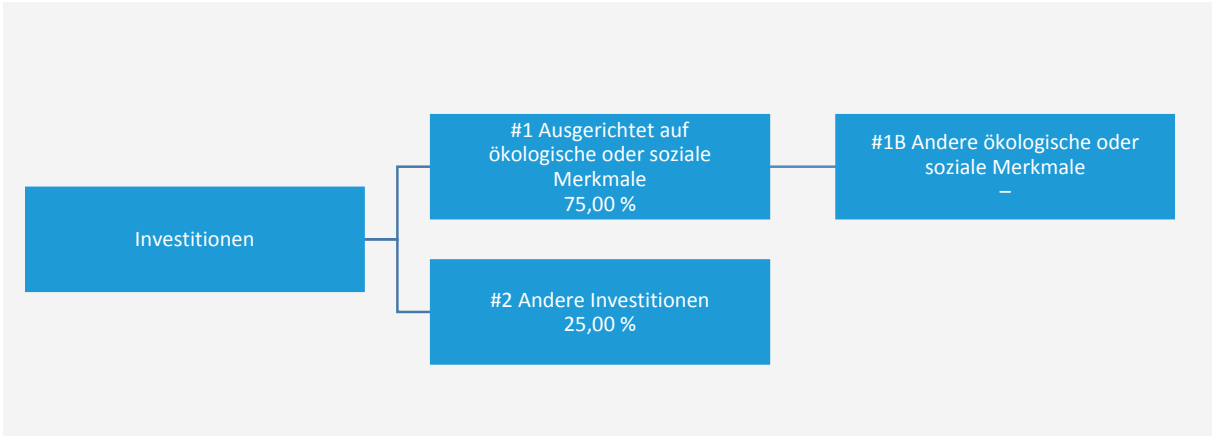 Investitionen
#1 Ausgerichtet auf
ökologische oder soziale
Merkmale
75,00 %
#1B Andere ökologische oder
soziale Merkmale
–
#2 Andere Investitionen
25,00 %